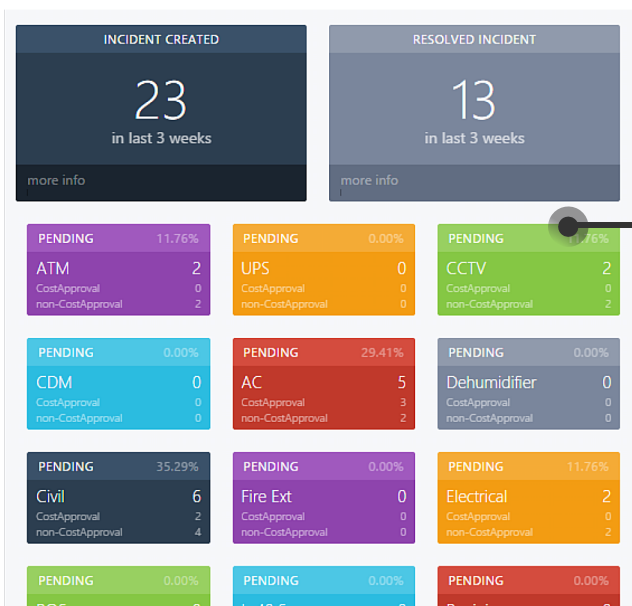 INCIDENT CREATED
23
in last 3 weeks
more info
RESOLVED INCIDENT
13
in last 3 weeks
more info
PENDING 11.76%
ATM 2
CostApproval 0
non-CostApproval 2
PENDING 0.00%
UPS 0
CostApproval 0
non-CostApproval 0
PENDING
CCTV 2
CostApproval 0
non-CostApproval 2
PENDING 0.00%
CDM 0
CostApproval 0
non-CostApproval 0
PENDING 29.41%
AC 5
CostApproval 3
non-CostApproval 2
PENDING 0.00%
Dehumidifier 0
CostApproval 0
non-CostApproval 0
PENDING 35.29%
Civil 6
CostApproval 2
non-CostApproval 4
PENDING 0.00%
Fire Ext 0
CostApproval 0
non-CostApproval 0
PENDING 11.76%
Electrical 2
CostApproval 0
non-CostApproval 2
PENDING 0.00%
PENDING 0.00%
PENDING 0.00%